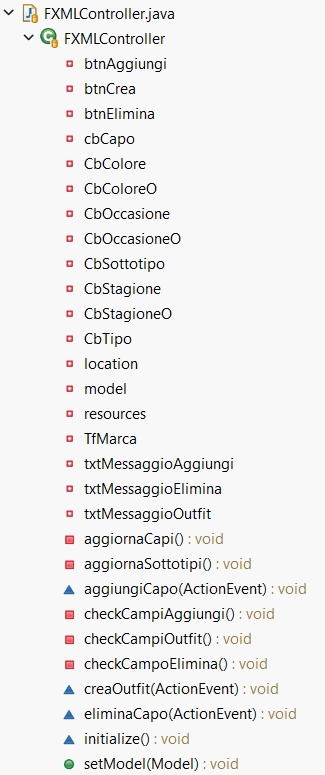 FXMLController.java
FXMLController
btnAggiungi
btnCrea
btnElimina
cbCapo
CbColore
CbColoreO
CbOccasione
CbOccasioneO
CbSottotipo
CbStagione
CbStagioneO
CbTipo
location
model
resources
TfMarca
txtMessaggioAggiungi
txtMessaggioElimina
txtMessaggioOutfit
aggiornaCapi() : void
aggiornaSottotipi() : void
aggiungiCapo(ActionEvent) : void
checkCampiAggiungi() : void
checkCampiOutfit() : void
checkCampoElimina() : void
creaOutfit(ActionEvent) : void
eliminaCapo(ActionEvent) : void
initialize() : void
setModel(Model) : void